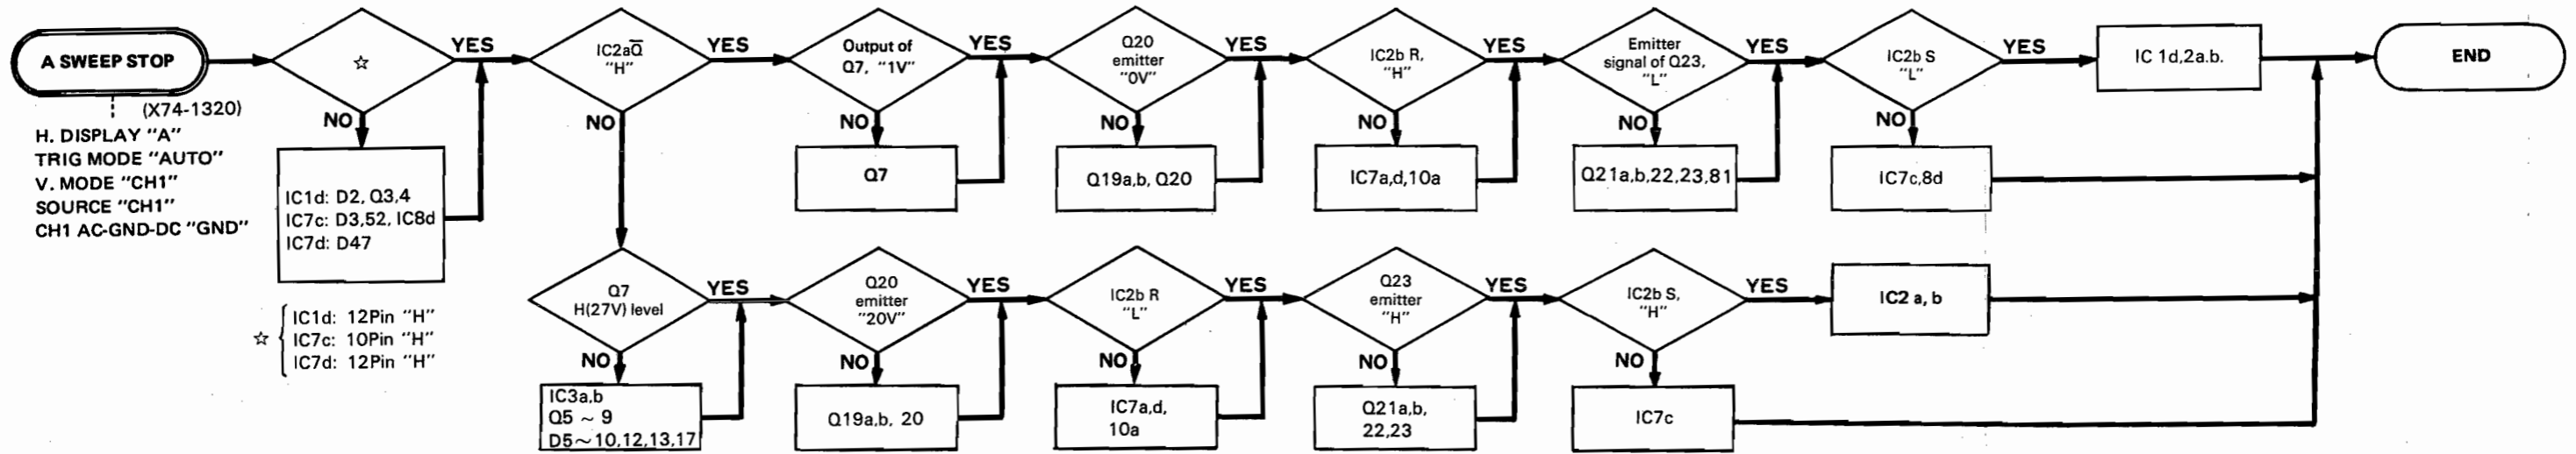 A SWEEP STOP
(X74-1320)
H. DISPLAY "A"
TRIG MODE "AUTO"
V. MODE "CH1"
SOURCE "CH1"
CH1 AC-GND-DC "GND"
☆
YES
NO
IC1d: D2, Q3,4
IC7c: D3,52, IC8d
IC7d: D47
☆
IC1d: 12Pin "H"
IC7c: 10Pin "H"
IC7d: 12Pin "H"
IC2aQ̅
"H"
YES
NO
Output of
Q7, "1V"
YES
NO
Q7
Q20
emitter
"0V"
YES
NO
Q19a,b, Q20
IC2b R,
"H"
YES
NO
IC7a,d,10a
Emitter
signal of Q23,
"L"
YES
NO
Q21a,b,22,23,81
IC2b S
"L"
YES
NO
IC7c,8d
IC 1d,2a.b.
END
Q7
H(27V) level
YES
NO
IC3a,b
Q5 ~ 9
D5~10,12,13,17
Q20
emitter
"20V"
YES
NO
Q19a,b, 20
IC2b R
"L"
YES
NO
IC7a,d,
10a
Q23
emitter
"H"
YES
NO
Q21a,b,
22,23
IC2b S,
"H"
YES
NO
IC7c
IC2 a, b